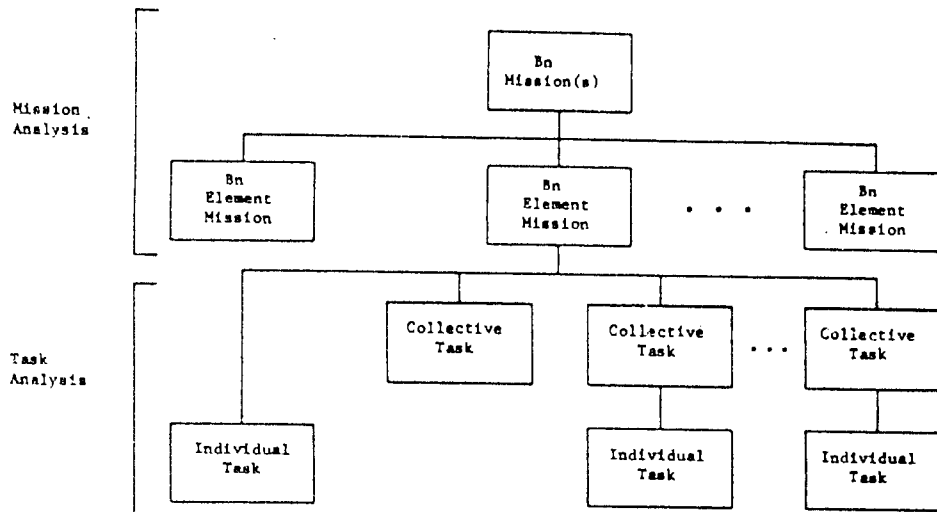 Bn
Mission(s)
Mission
Analysis
Bn
Element
Mission
Bn
Element
Mission
. . .
Bn
Element
Mission
Collective
Task
Collective
Task
...
Collective
Task
Task
Analysis
Individual
Task
Individual
Task
Individual
Task